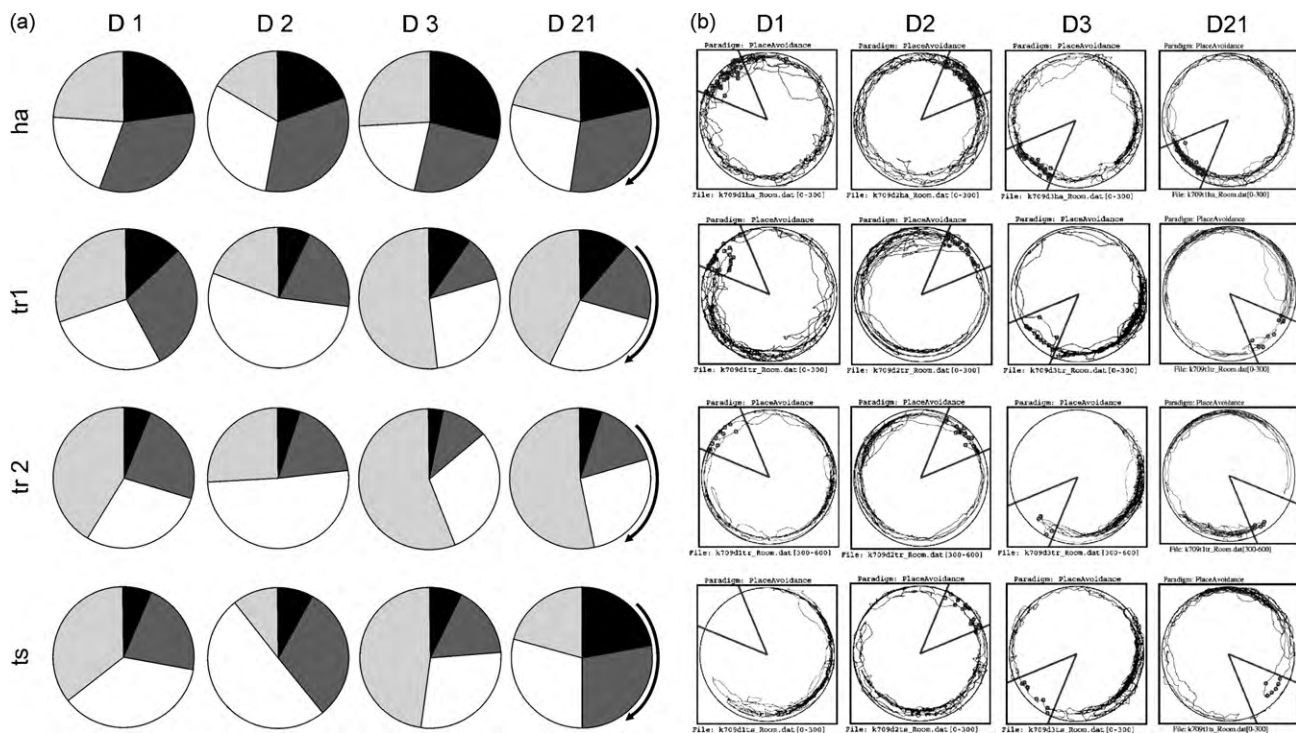 (a) D 1 D 2 D 3 D 21
ha
tr1
tr 2
ts
(b) D1 D2 D3 D21
Paradigm: PlaceAvoidance Paradigm: PlaceAvoidance Paradigm: PlaceAvoidance Paradigm: PlaceAvoidance
File: k709d1ha_Room.dat[0-300] File: k709d2ha_Room.dat[0-300] File: k709d3ha_Room.dat[0-300] File: k709t1ha_Room.dat[0-300]
Paradigm: PlaceAvoidance Paradigm: PlaceAvoidance Paradigm: PlaceAvoidance Paradigm: PlaceAvoidance
File: k709d1tr_Room.dat[0-300] File: k709d2tr_Room.dat[0-300] File: k709d3tr_Room.dat[0-300] File: k709t1tr_Room.dat[0-300]
Paradigm: PlaceAvoidance Paradigm: PlaceAvoidance Paradigm: PlaceAvoidance Paradigm: PlaceAvoidance
File: k709d1tr_Room.dat[300-600] File: k709d2tr_Room.dat[300-600] File: k709d3tr_Room.dat[300-600] File: k709t1tr_Room.dat[300-600]
Paradigm: PlaceAvoidance Paradigm: PlaceAvoidance Paradigm: PlaceAvoidance Paradigm: PlaceAvoidance
File: k709d1ts_Room.dat[0-300] File: k709d2ts_Room.dat[0-300] File: k709d3ts_Room.dat[0-300] File: k709t1ts_Room.dat[0-300]